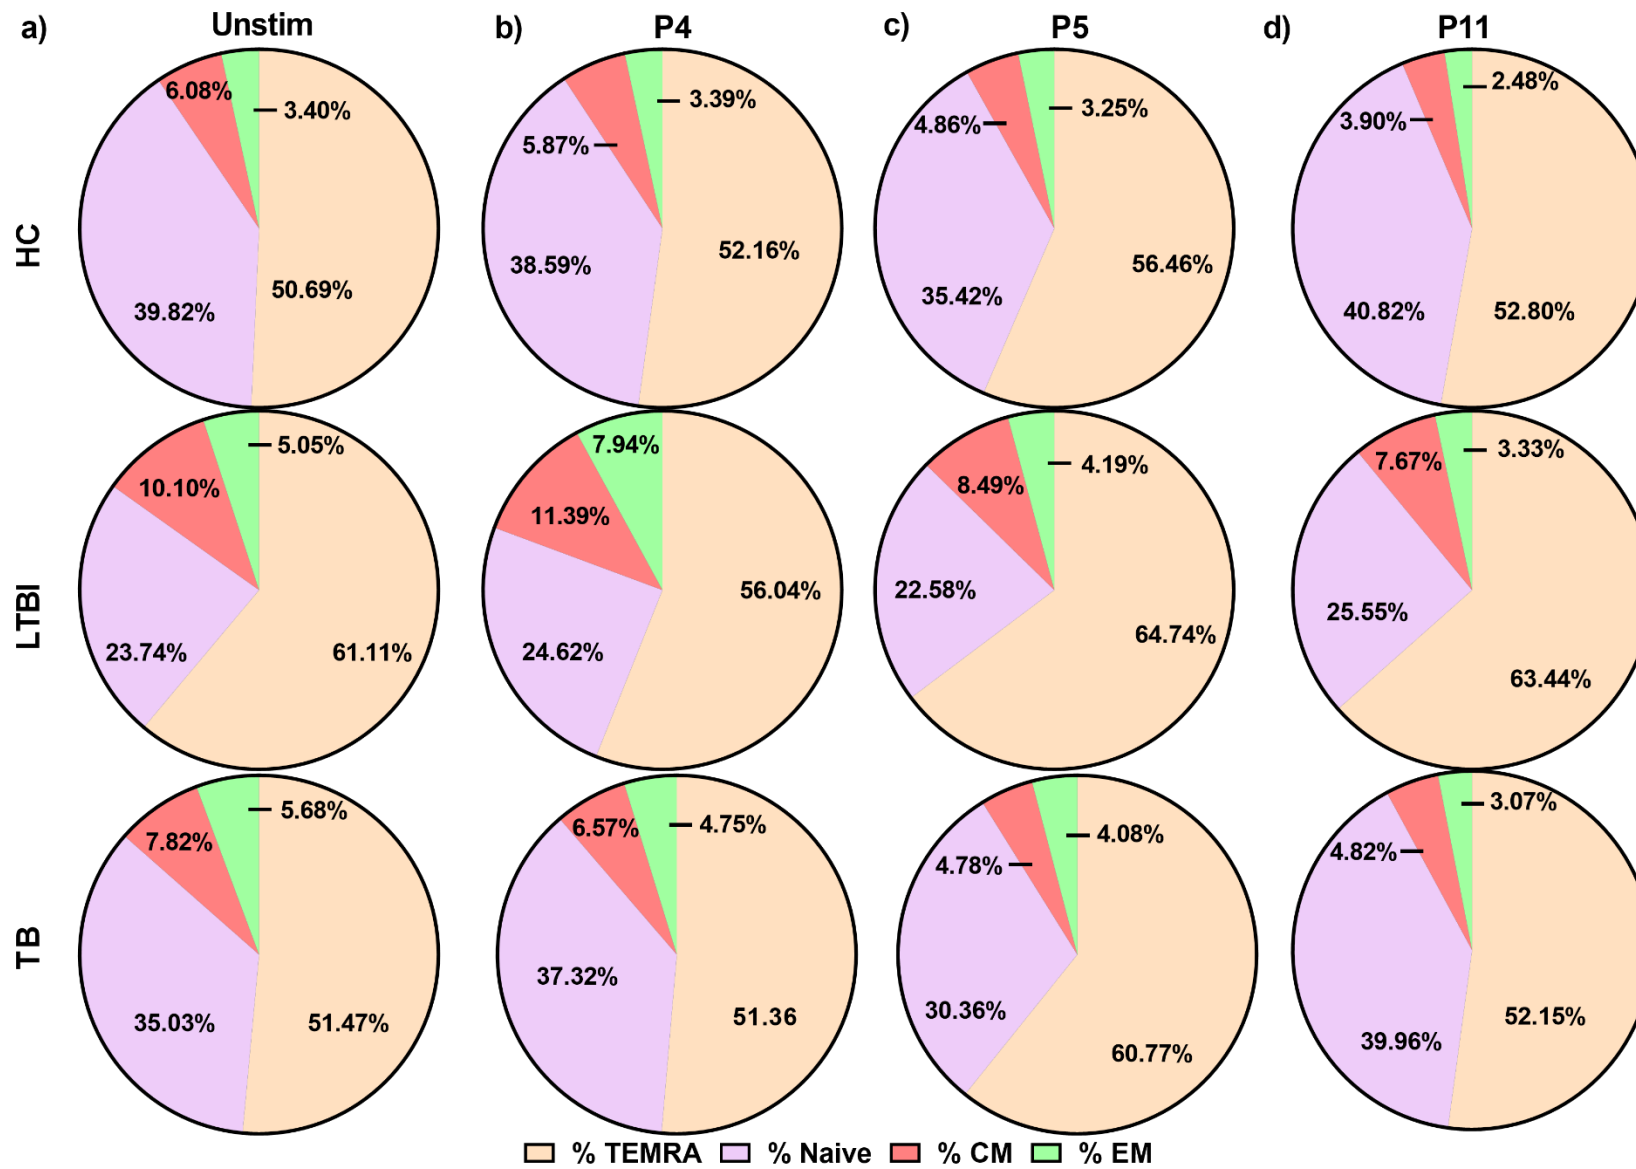 a) Unstim b) P4 c) P5 d) P11
HC
6.08% 3.40% 39.82% 50.69%
5.87% 3.39% 38.59% 52.16%
4.86% 3.25% 35.42% 56.46%
3.90% 2.48% 40.82% 52.80%
LTBI
10.10% 5.05% 23.74% 61.11%
11.39% 7.94% 24.62% 56.04%
8.49% 4.19% 22.58% 64.74%
7.67% 3.33% 25.55% 63.44%
TB
7.82% 5.68% 35.03% 51.47%
6.57% 4.75% 37.32% 51.36
4.78% 4.08% 30.36% 60.77%
4.82% 3.07% 39.96% 52.15%
% TEMRA % Naive % CM % EM